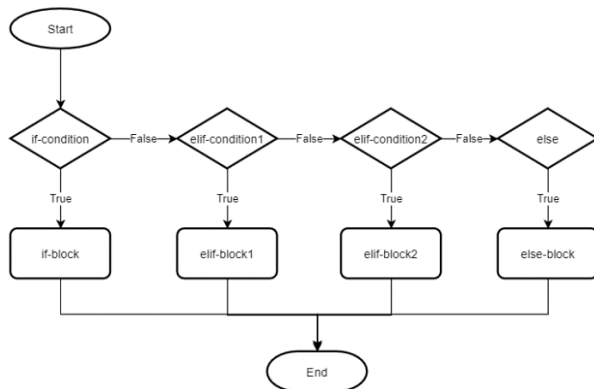 Start
if-condition
False
elif-condition1
False
elif-condition2
False
else
True
True
True
True
if-block
elif-block1
elif-block2
else-block
End